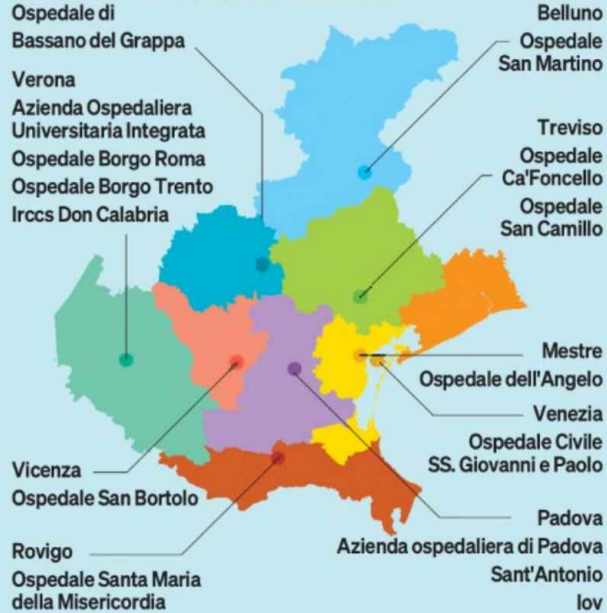 Ospedale di
Bassano del Grappa
Verona
Azienda Ospedaliera
Universitaria Integrata
Ospedale Borgo Roma
Ospedale Borgo Trento
Irccs Don Calabria
Vicenza
Ospedale San Bortolo
Rovigo
Ospedale Santa Maria
della Misericordia
Belluno
Ospedale
San Martino
Treviso
Ospedale
Ca'Foncello
Ospedale
San Camillo
Mestre
Ospedale dell'Angelo
Venezia
Ospedale Civile
SS. Giovanni e Paolo
Padova
Azienda ospedaliera di Padova
Sant'Antonio
Iov